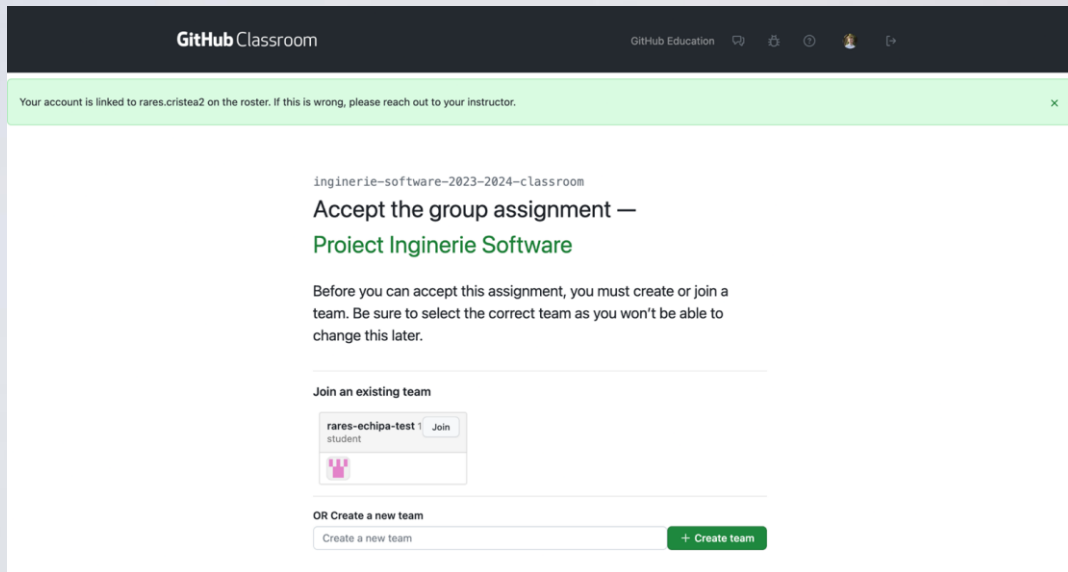 GitHub Classroom
GitHub Education
Your account is linked to rares.cristea2 on the roster. If this is wrong, please reach out to your instructor.
inginerie-software-2023-2024-classroom
Accept the group assignment —
Proiect Inginerie Software
Before you can accept this assignment, you must create or join a
team. Be sure to select the correct team as you won't be able to
change this later.
Join an existing team
rares-echipa-test 1
Join
student
OR Create a new team
Create a new team
+ Create team